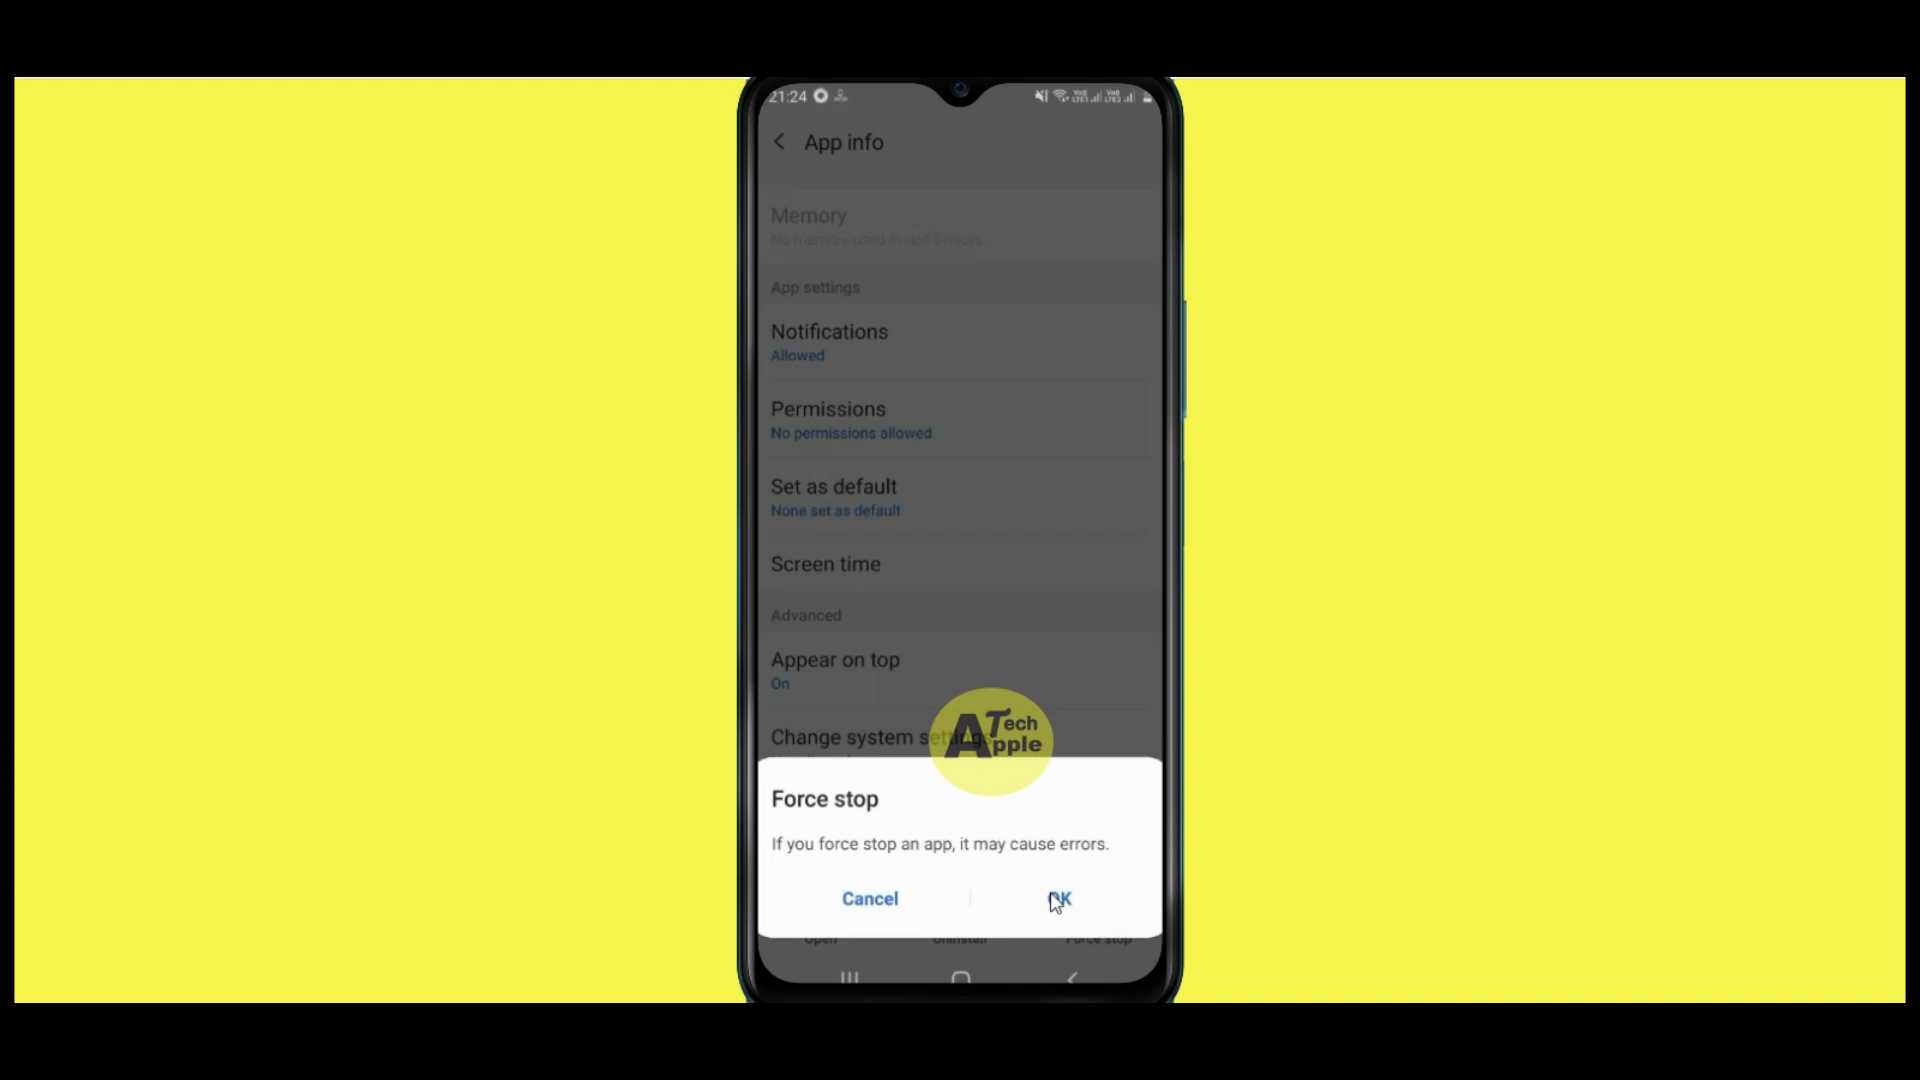 21:24
App info
Memory
No memory used in last 3 hours.
App settings
Notifications
Allowed
Permissions
No permissions allowed
Set as default
None set as default
Screen time
Advanced
Appear on top
On
Change system settings
A Tech
Apple
Force stop
If you force stop an app, it may cause errors.
Cancel
OK
Open
Uninstall
Force stop